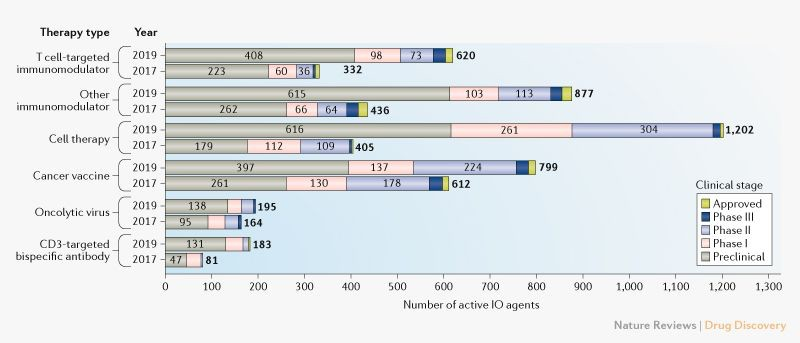 Therapy type Year
T cell-targeted immunomodulator
2019 408 98 73 620
2017 223 60 36 332
Other immunomodulator
2019 615 103 113 877
2017 262 66 64 436
Cell therapy
2019 616 261 304 1,202
2017 179 112 109 405
Cancer vaccine
2019 397 137 224 799
2017 261 130 178 612
Oncolytic virus
2019 138 195
2017 95 164
CD3-targeted bispecific antibody
2019 131 183
2017 47 81
Clinical stage
Approved
Phase III
Phase II
Phase I
Preclinical
0 100 200 300 400 500 600 700 800 900 1,000 1,100 1,200 1,300
Number of active IO agents
Nature Reviews | Drug Discovery